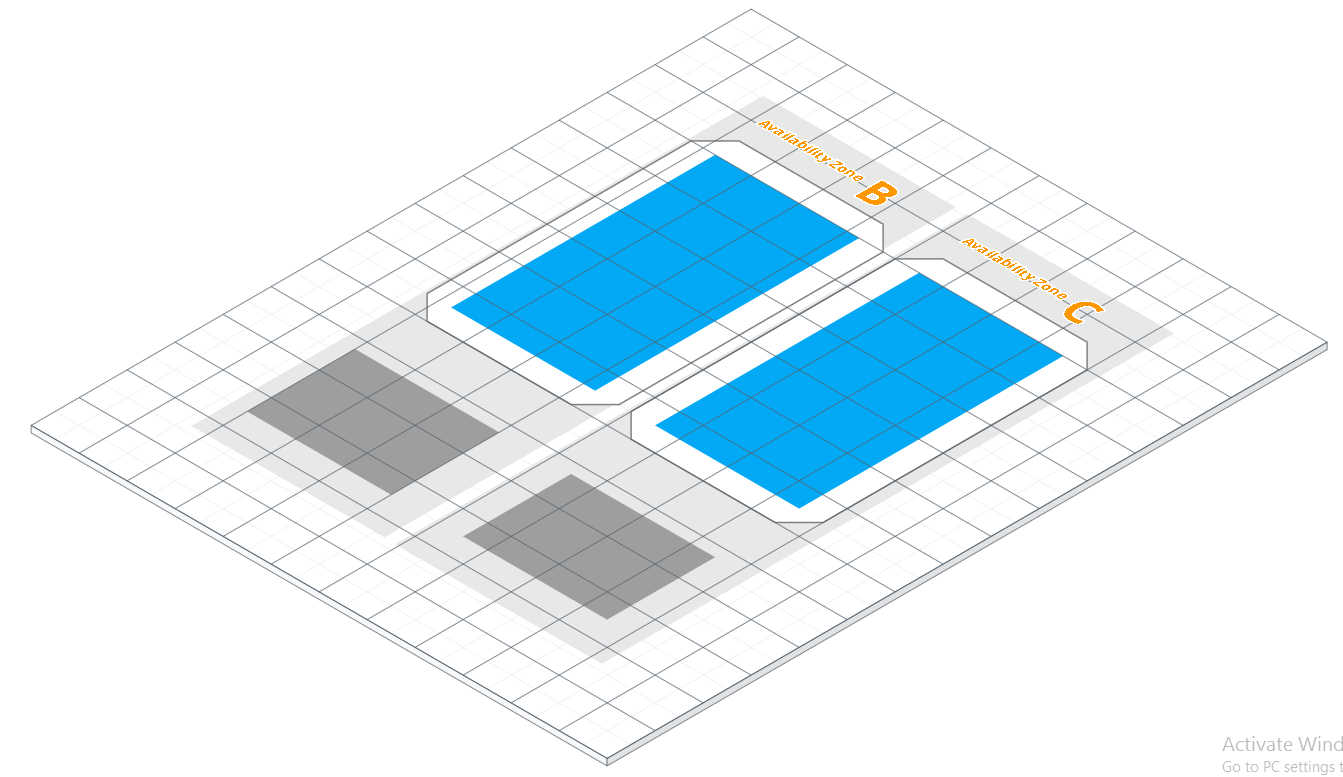 Availability Zone B
Availability Zone C
Activate Wind
Go to PC settings t